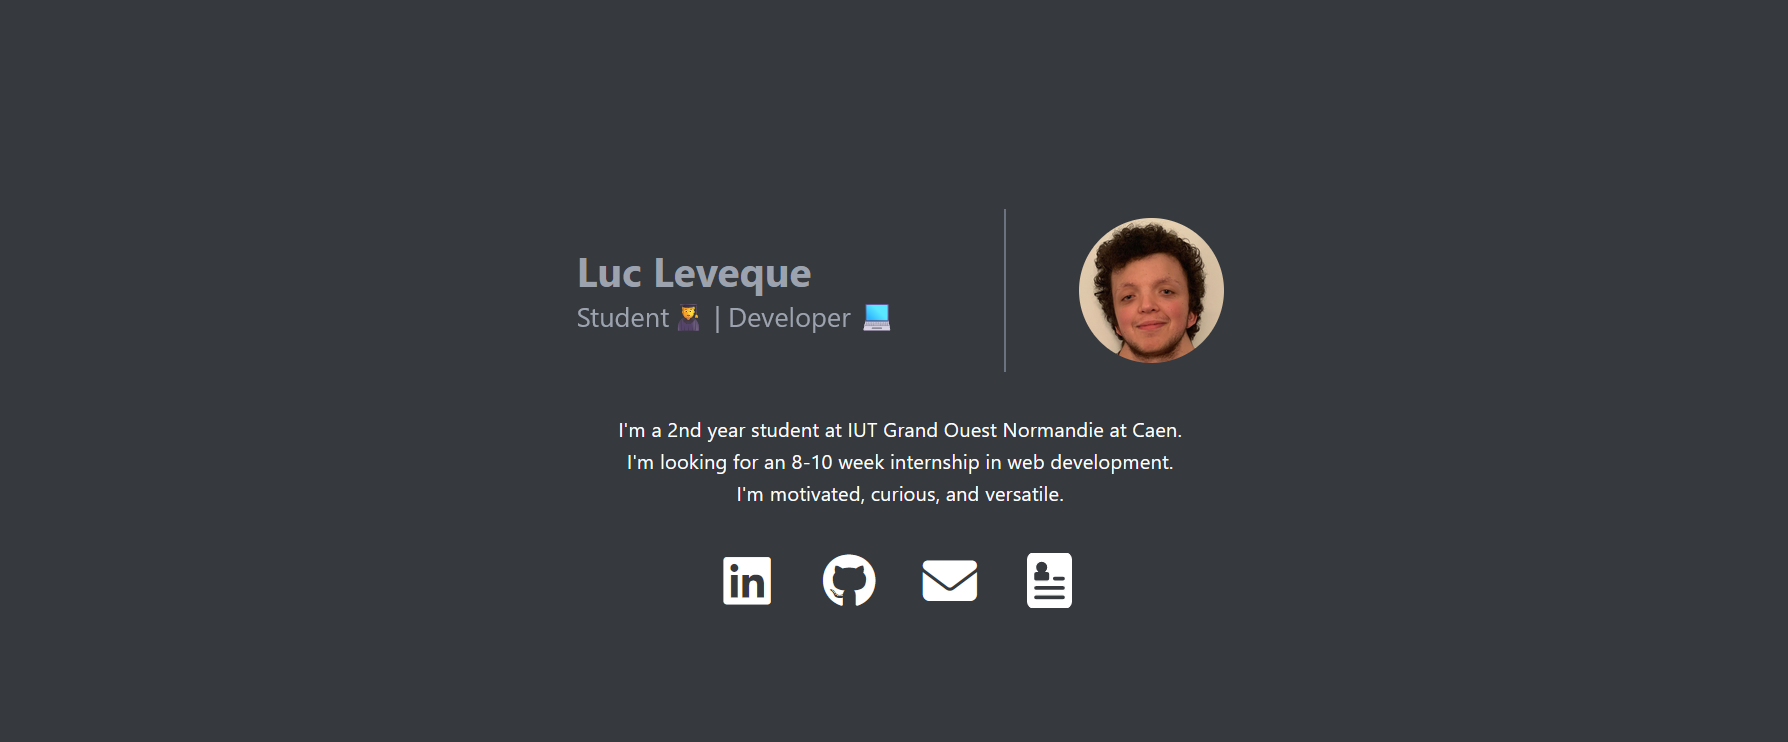 Luc Leveque
Student 👩‍🎓 | Developer 💻
I'm a 2nd year student at IUT Grand Ouest Normandie at Caen.
I'm looking for an 8-10 week internship in web development.
I'm motivated, curious, and versatile.
in